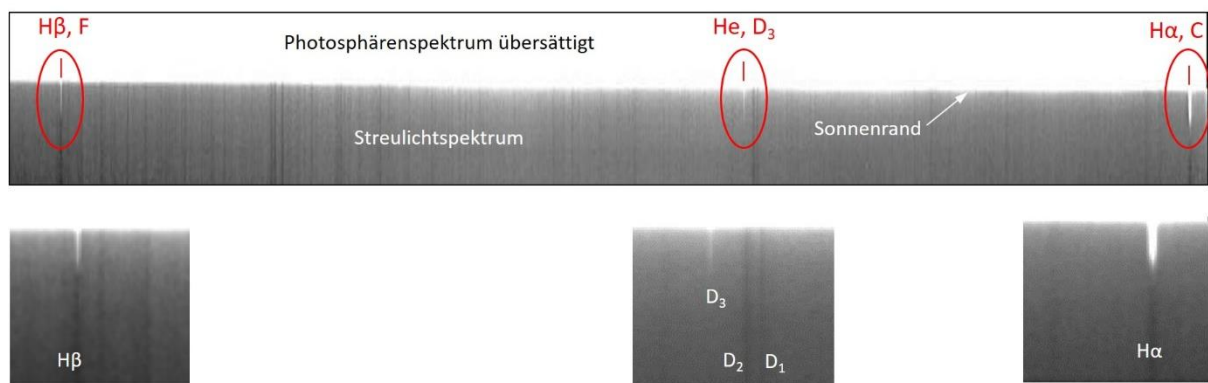 Hβ, F
He, D₃
Hα, C
Photosphärenspektrum übersättigt
Streulichtspektrum
Sonnenrand
Hβ
D₃
D₂
D₁
Hα